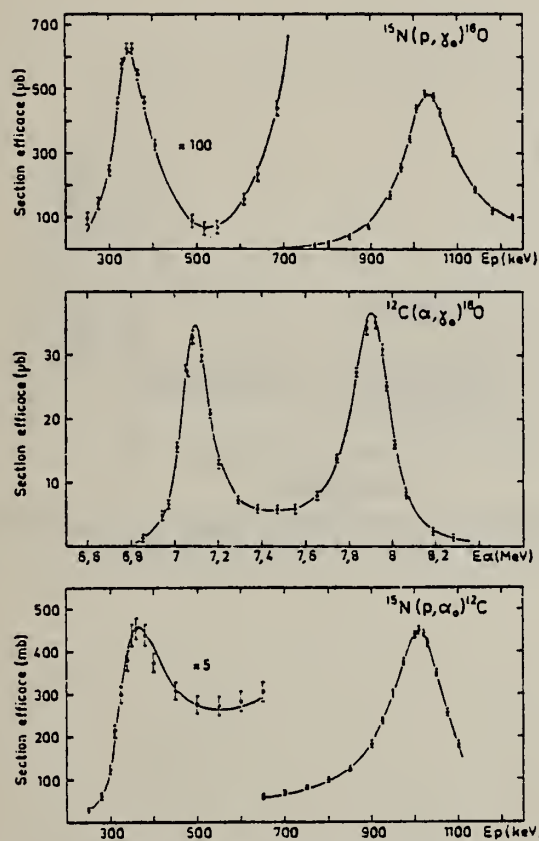 700
500
300
100
Section efficace (μb)
¹⁵N(p,γ₀)¹⁶O
× 100
300 500 700 900 1100 Ep(keV)
30
20
10
Section efficace (μb)
¹²C(α,γ₀)¹⁶O
6,6 6,9 7 7,2 7,4 7,6 7,8 8 8,2 Eα(MeV)
500
400
300
200
100
Section efficace (mb)
¹⁵N(p,α₀)¹²C
× 5
300 500 700 900 1100 Ep(keV)